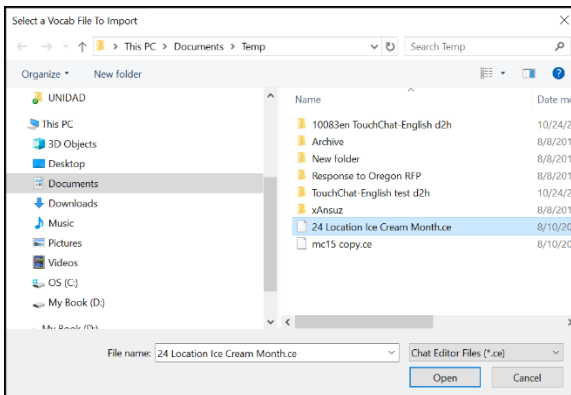 Select a Vocab File To Import
This PC > Documents > Temp
Search Temp
Organize
New folder
UNIDAD
This PC
3D Objects
Desktop
Documents
Downloads
Music
Pictures
Videos
OS (C:)
My Book (D:)
My Book (D:)
Name
Date mo
10083en TouchChat-English d2h
10/24/2
Archive
8/8/201
New folder
8/8/201
Response to Oregon RFP
8/8/201
TouchChat-English test d2h
10/24/2
xAnsuz
8/8/201
24 Location Ice Cream Month.ce
8/10/20
mc15 copy.ce
8/10/20
File name:
24 Location Ice Cream Month.ce
Chat Editor Files (*.ce)
Open
Cancel